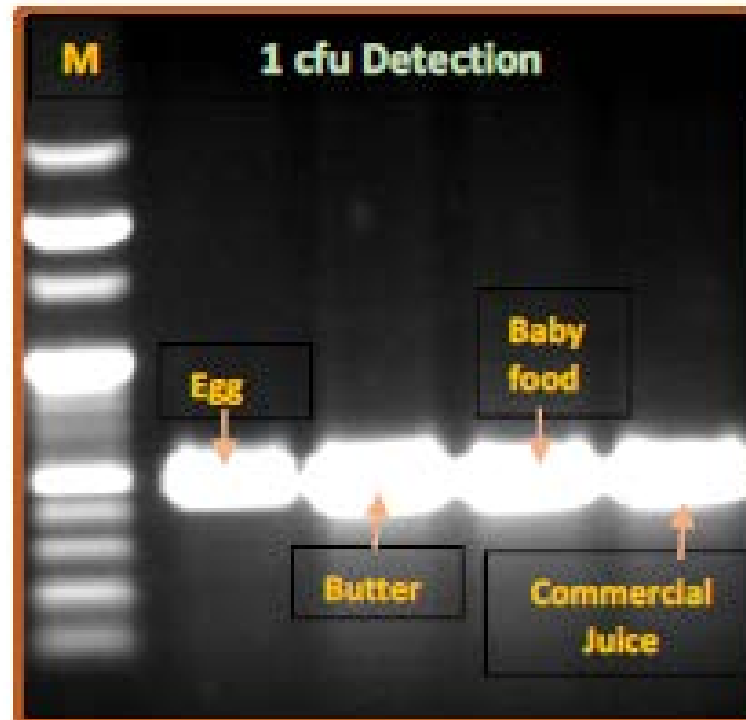 M
1 cfu Detection
Baby
food
Egg
Butter
Commercial
Juice